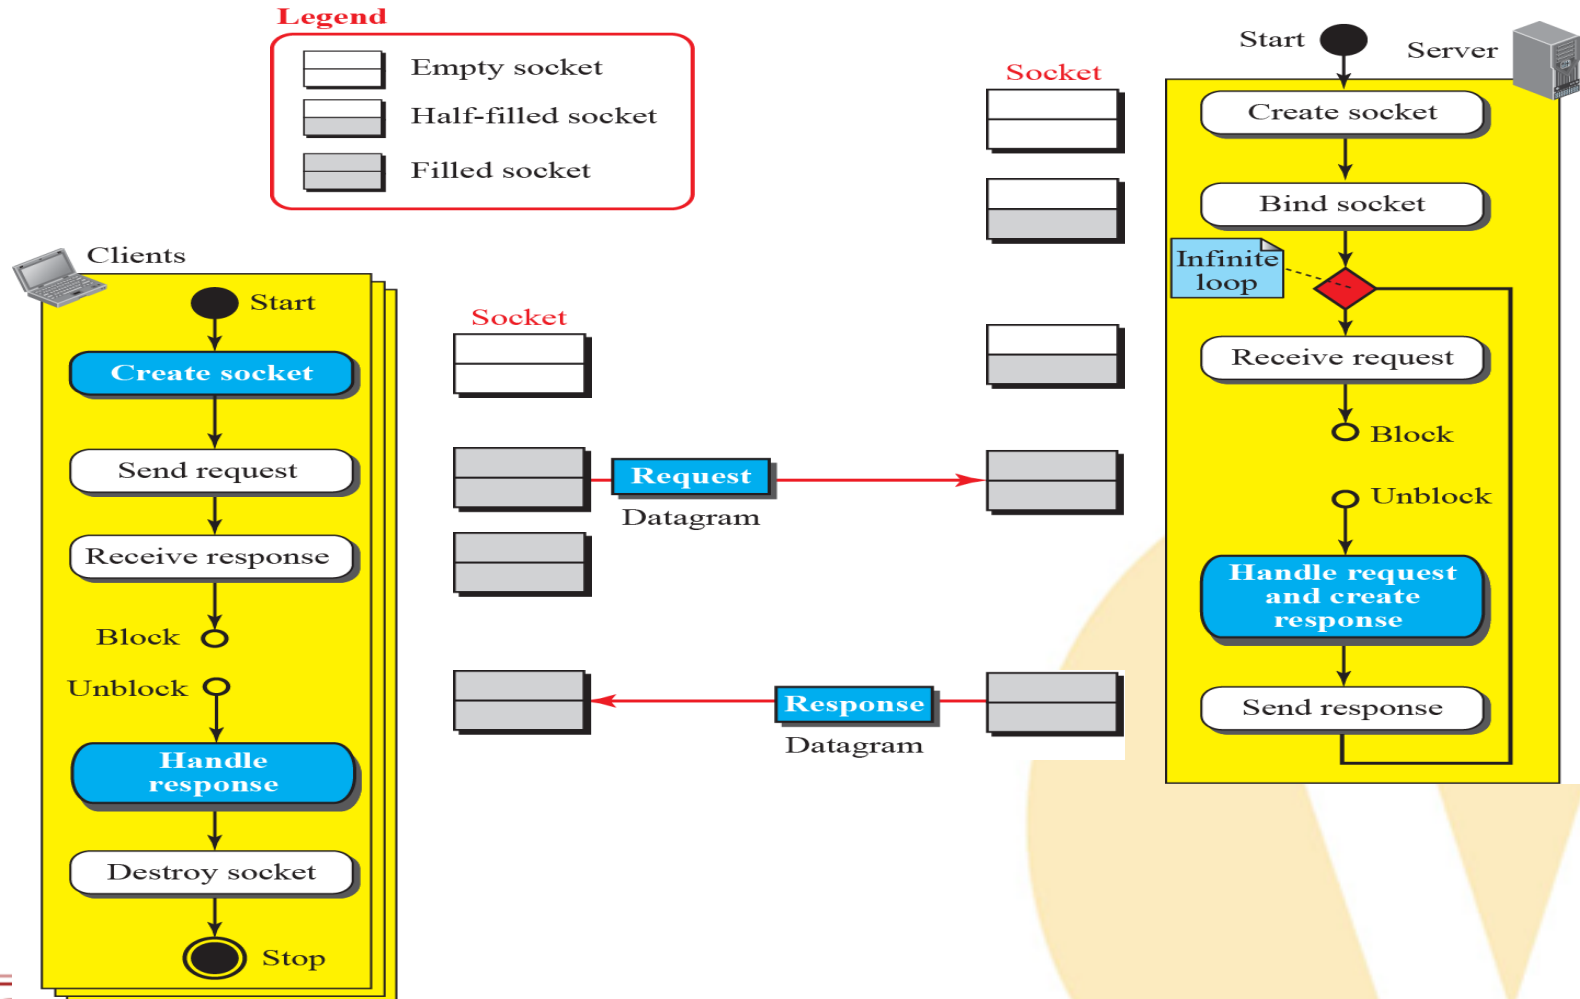 Legend
Empty socket
Half-filled socket
Filled socket
Clients
Start
Create socket
Send request
Receive response
Block
Unblock
Handle
response
Destroy socket
Stop
Socket
Request
Datagram
Response
Datagram
Socket
Start
Server
Create socket
Bind socket
Infinite
loop
Receive request
Block
Unblock
Handle request
and create
response
Send response